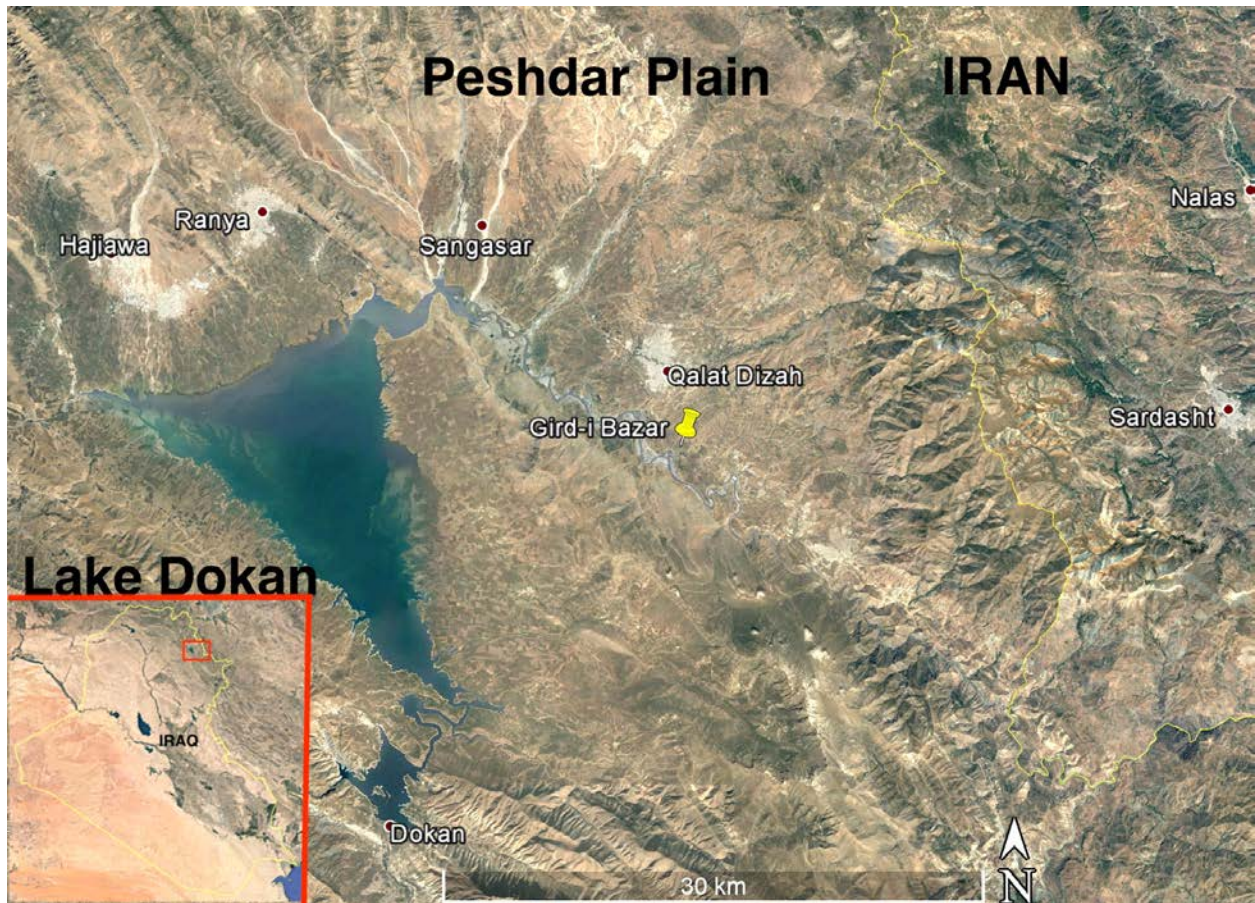 Peshdar Plain
IRAN
Nalas
Ranya
Hajiawa
Sangasar
Qalat Dizah
Sardasht
Gird-i Bazar
Lake Dokan
IRAQ
Dokan
30 km
N